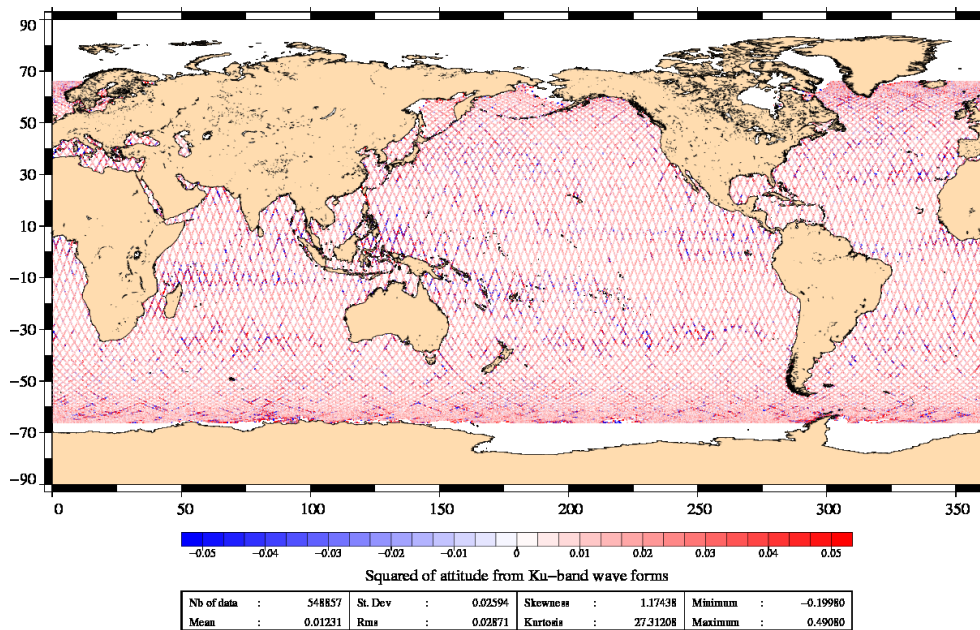 90
70
50
30
10
−10
−30
−50
−70
−90
0 50 100 150 200 250 300 350
−0.05 −0.04 −0.03 −0.02 −0.01 0 0.01 0.02 0.03 0.04 0.05
Squared of attitude from Ku−band wave forms
Nb of data : 548857 St. Dev : 0.02594 Skewness : 1.17438 Minimum : −0.19980
Mean : 0.01231 Rms : 0.02871 Kurtosis : 27.31208 Maximum : 0.49080